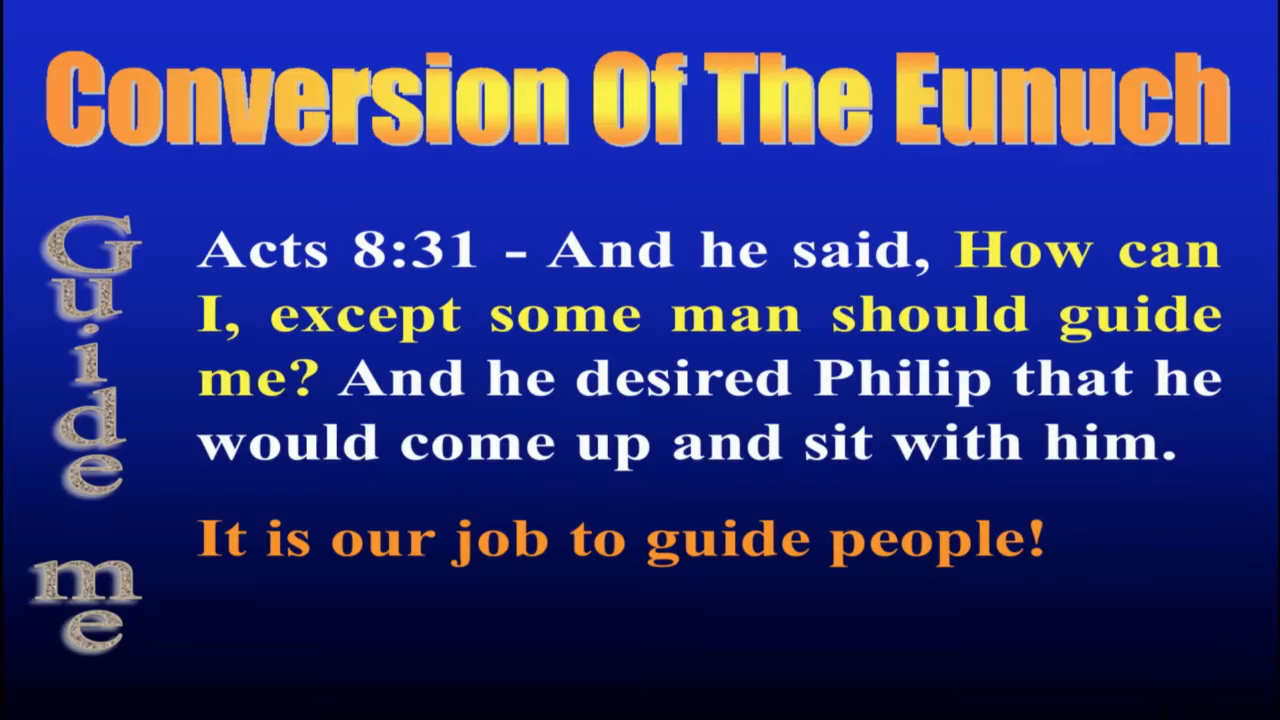 Conversion Of The Eunuch
Guide me
Acts 8:31 - And he said, How can
I, except some man should guide
me? And he desired Philip that he
would come up and sit with him.
It is our job to guide people!